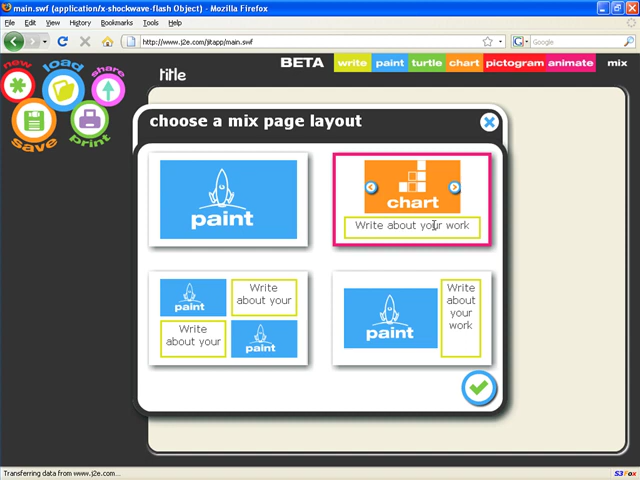 main.swf (application/x-shockwave-flash Object) - Mozilla Firefox
File Edit View History Bookmarks Tools Help
http://www.j2e.com/jitapp/main.swf
Google
new load share
save print
title
BETA write paint turtle chart pictogram animate mix
choose a mix page layout
paint
chart
Write about your work
paint
Write
about your
Write
about your
paint
paint
Write
about
your
work
Transferring data from www.j2e.com...
S3Fox